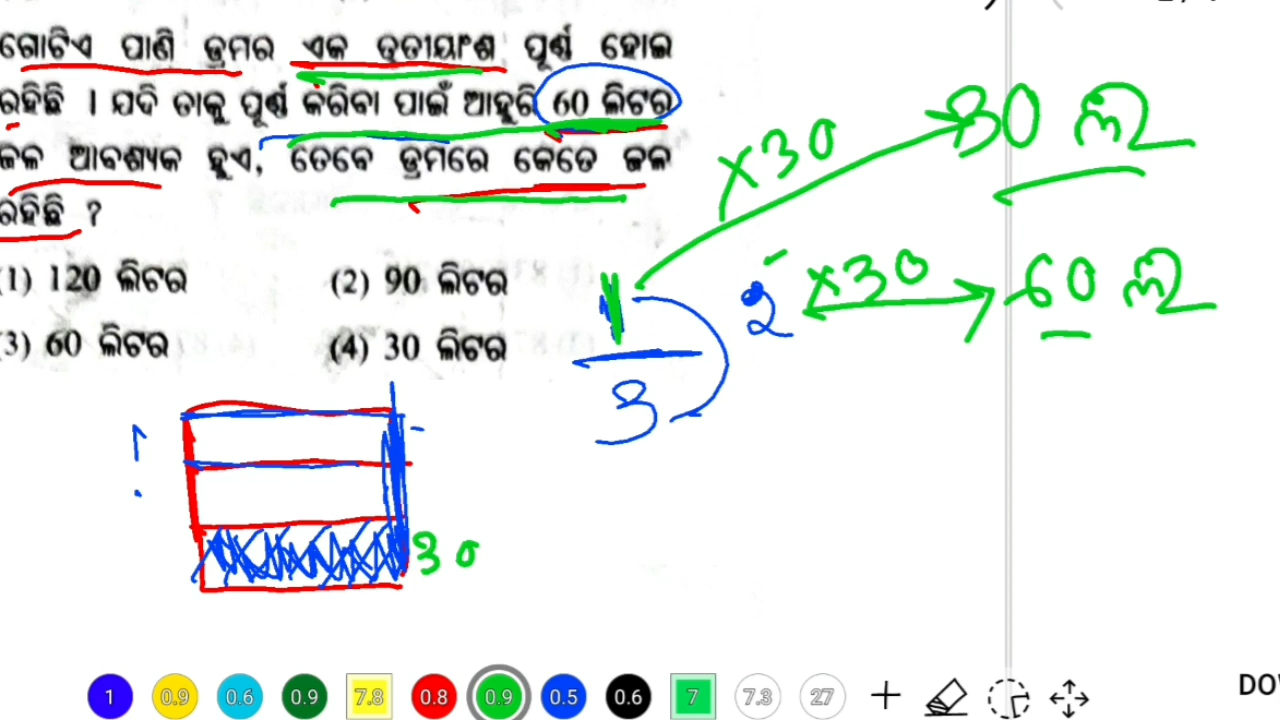 ଗୋଟିଏ ପାଣି ଡ୍ରମର ଏକ ତୃତୀୟାଂଶ ପୂର୍ଣ୍ଣ ହୋଇ
ରହିଛି । ଯଦି ତାକୁ ପୂର୍ଣ୍ଣ କରିବା ପାଇଁ ଆହୁରି 60 ଲିଟର
ଜଳ ଆବଶ୍ୟକ ହୁଏ, ତେବେ ଡ୍ରମରେ କେତେ ଜଳ
ରହିଛି ?
(1) 120 ଲିଟର (2) 90 ଲିଟର
(3) 60 ଲିଟର (4) 30 ଲିଟର
×30 30 ଲି
1 2 ×30 60 ଲି
3
30
1 0.9 0.6 0.9 7.8 0.8 0.9 0.5 0.6 7 7.3 27